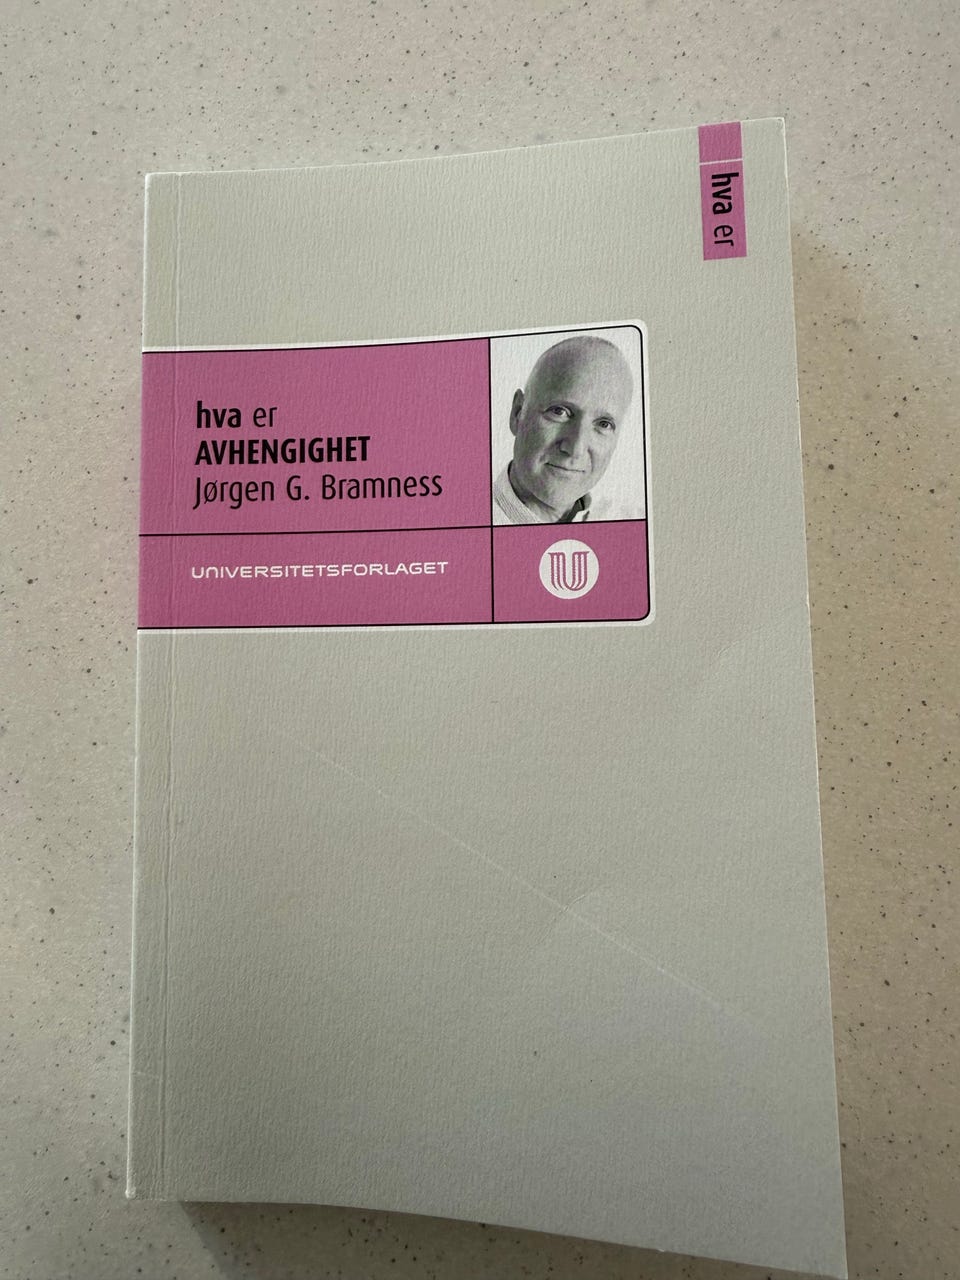 hva er
hva er
AVHENGIGHET
Jørgen G. Bramness
UNIVERSITETSFORLAGET
U